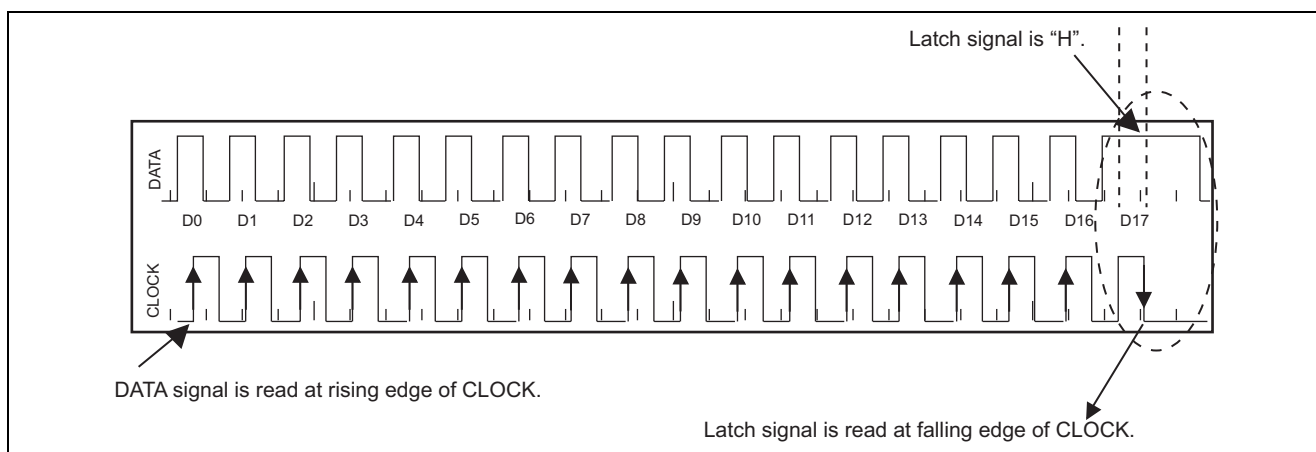 Latch signal is “H”.
DATA
D0 D1 D2 D3 D4 D5 D6 D7 D8 D9 D10 D11 D12 D13 D14 D15 D16 D17
CLOCK
DATA signal is read at rising edge of CLOCK.
Latch signal is read at falling edge of CLOCK.